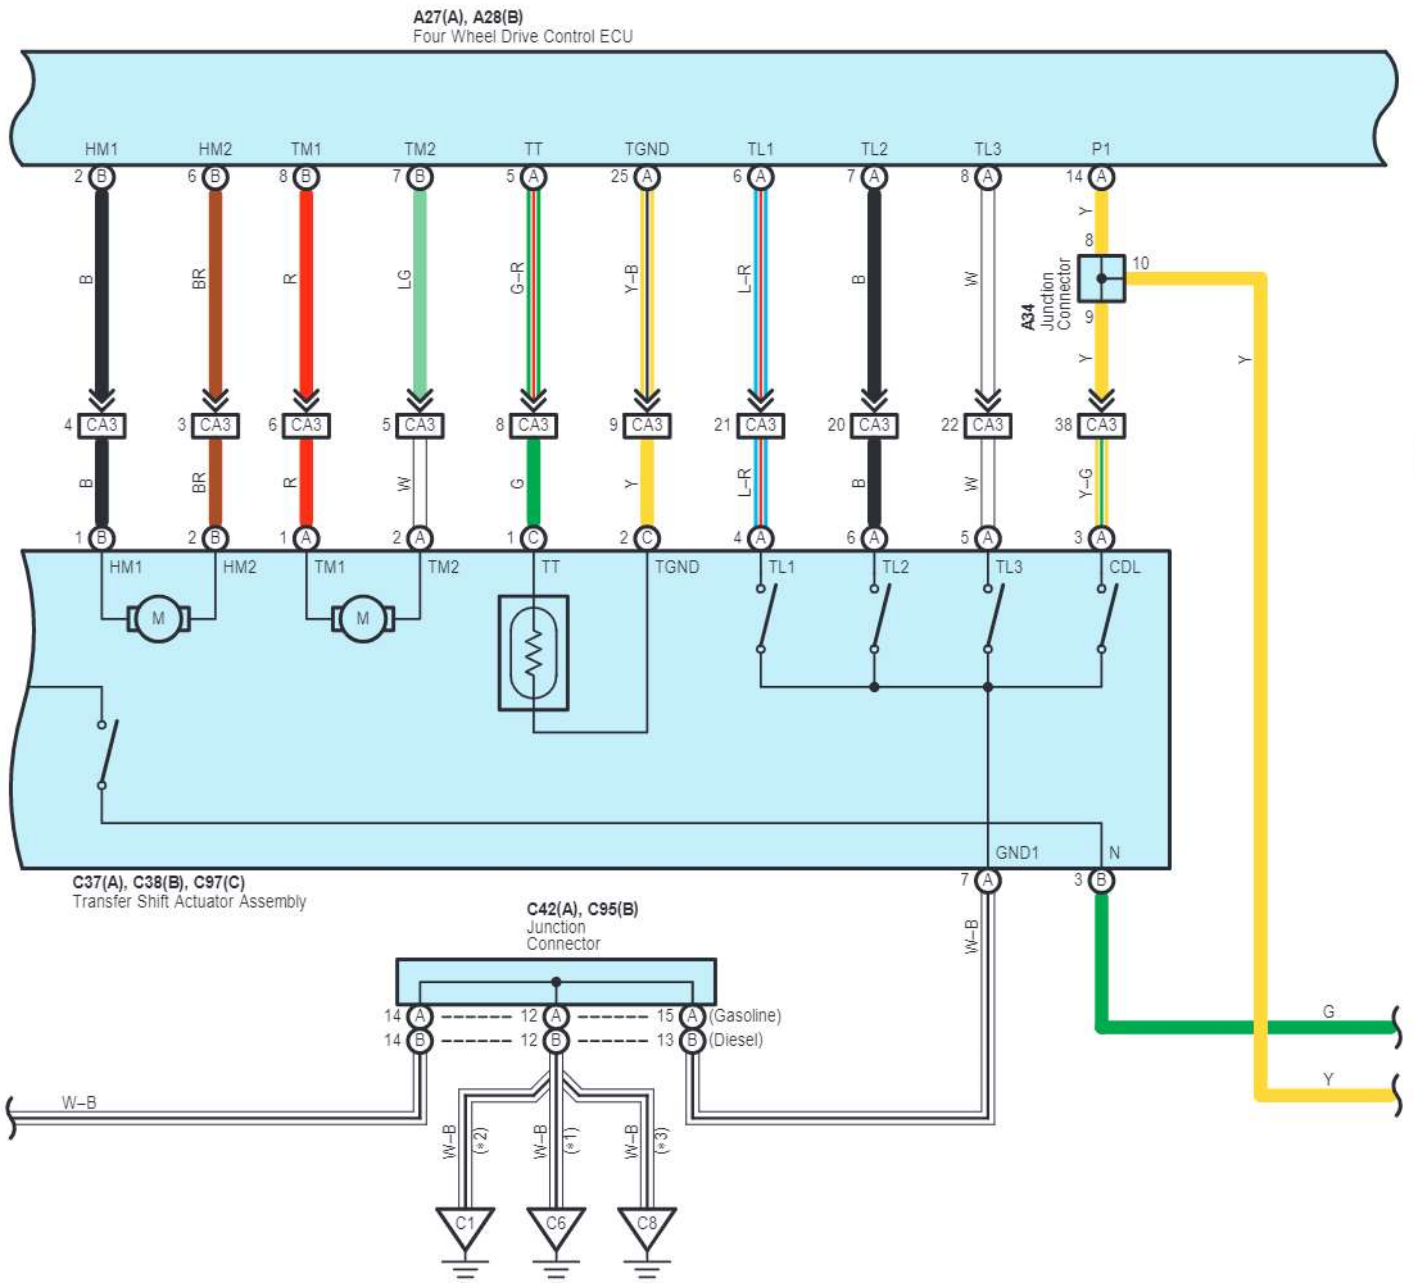 A27(A), A28(B)
Four Wheel Drive Control ECU
HM1 HM2 TM1 TM2 TT TGND TL1 TL2 TL3 P1
2 B 6 B 8 B 7 B 5 A 25 A 6 A 7 A 8 A 14 A
B BR R LG G–R Y–B L–R B W Y
8 10
A34
Junction
Connector
9
Y Y
4 CA3 3 CA3 6 CA3 5 CA3 8 CA3 9 CA3 21 CA3 20 CA3 22 CA3 38 CA3
B BR R W G Y L–R B W Y–G
1 B 2 B 1 A 2 A 1 C 2 C 4 A 6 A 5 A 3 A
HM1 HM2 TM1 TM2 TT TGND TL1 TL2 TL3 CDL
M M
GND1 N
7 A 3 B
C37(A), C38(B), C97(C)
Transfer Shift Actuator Assembly
C42(A), C95(B)
Junction
Connector
W–B
14 A 12 A 15 A (Gasoline)
14 B 12 B 13 B (Diesel)
G
Y
W–B
W–B (*2) W–B (*1) W–B (*3)
C1 C6 C8